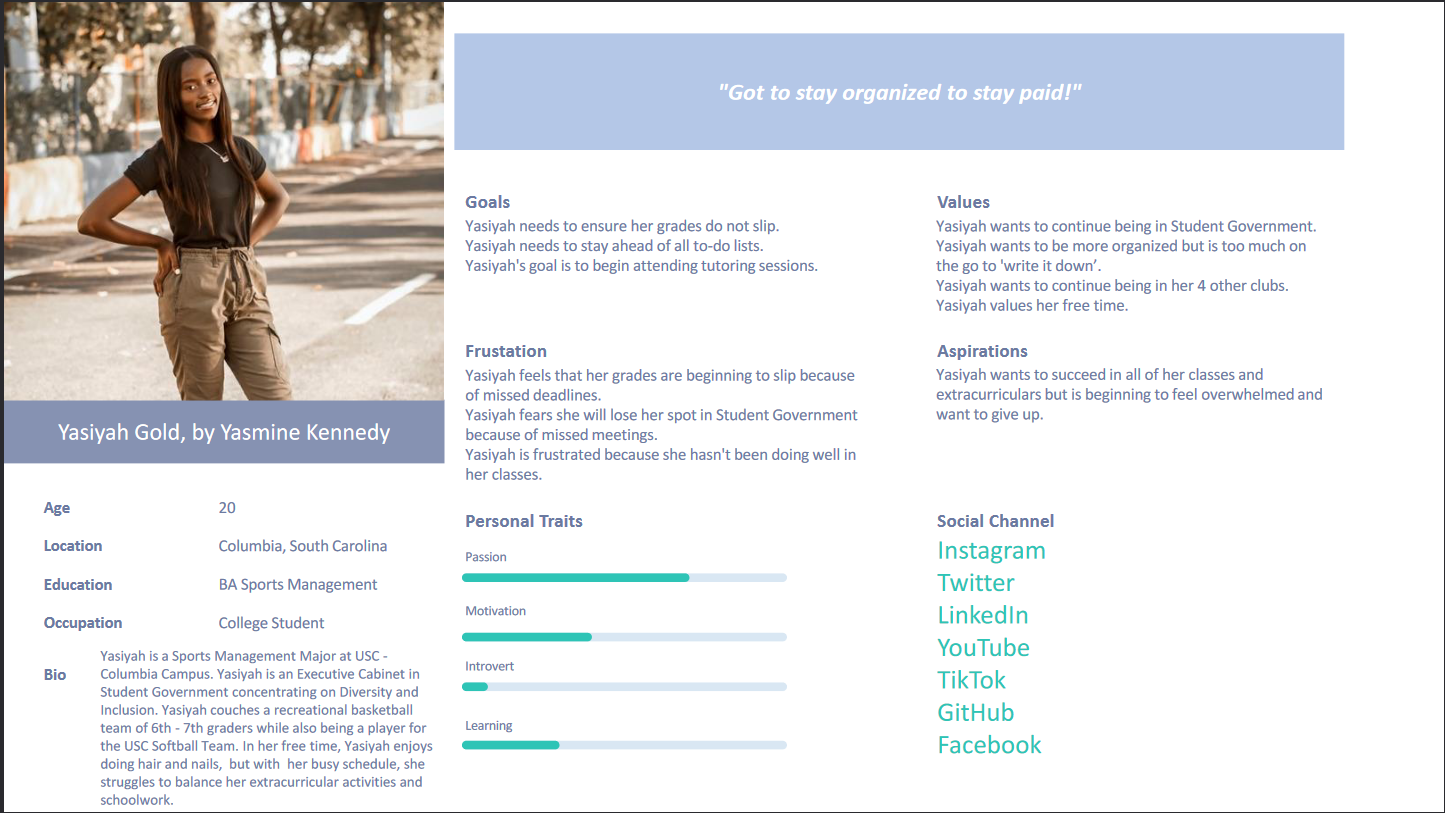 "Got to stay organized to stay paid!"
Yasiyah Gold, by Yasmine Kennedy
Age 20
Location Columbia, South Carolina
Education BA Sports Management
Occupation College Student
Bio
Yasiyah is a Sports Management Major at USC -
Columbia Campus. Yasiyah is an Executive Cabinet in
Student Government concentrating on Diversity and
Inclusion. Yasiyah couches a recreational basketball
team of 6th - 7th graders while also being a player for
the USC Softball Team. In her free time, Yasiyah enjoys
doing hair and nails,  but with  her busy schedule, she
struggles to balance her extracurricular activities and
schoolwork.
Goals
Yasiyah needs to ensure her grades do not slip.
Yasiyah needs to stay ahead of all to-do lists.
Yasiyah's goal is to begin attending tutoring sessions.
Values
Yasiyah wants to continue being in Student Government.
Yasiyah wants to be more organized but is too much on
the go to 'write it down’.
Yasiyah wants to continue being in her 4 other clubs.
Yasiyah values her free time.
Frustation
Yasiyah feels that her grades are beginning to slip because
of missed deadlines.
Yasiyah fears she will lose her spot in Student Government
because of missed meetings.
Yasiyah is frustrated because she hasn't been doing well in
her classes.
Aspirations
Yasiyah wants to succeed in all of her classes and
extracurriculars but is beginning to feel overwhelmed and
want to give up.
Personal Traits
Passion
Motivation
Introvert
Learning
Social Channel
Instagram
Twitter
LinkedIn
YouTube
TikTok
GitHub
Facebook